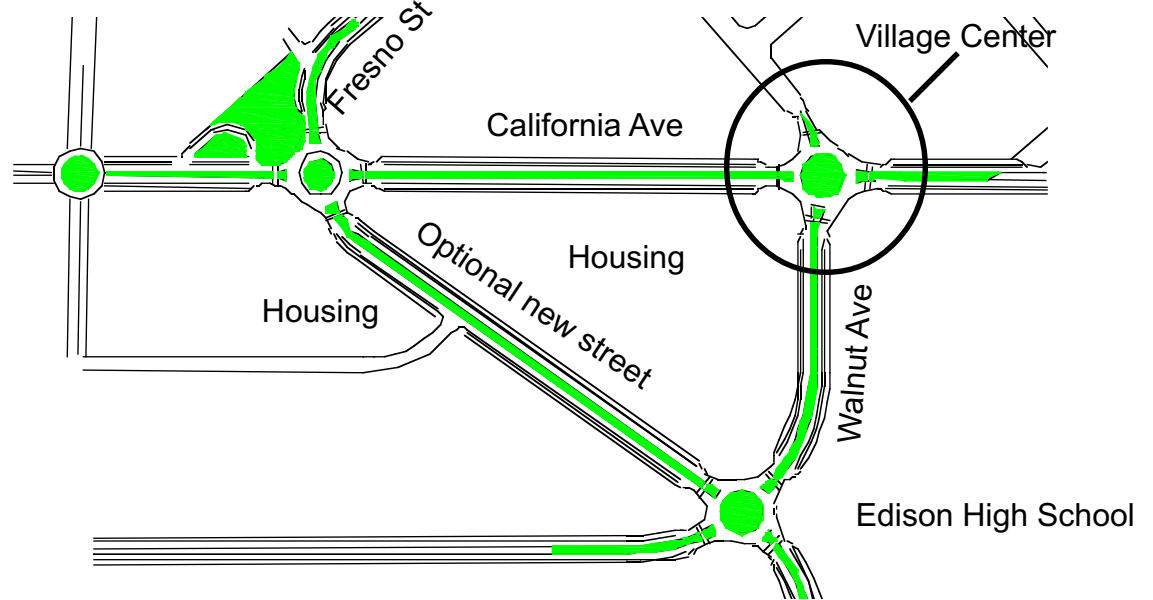 Fresno St
Village Center
California Ave
Optional new street
Housing
Housing
Walnut Ave
Edison High School